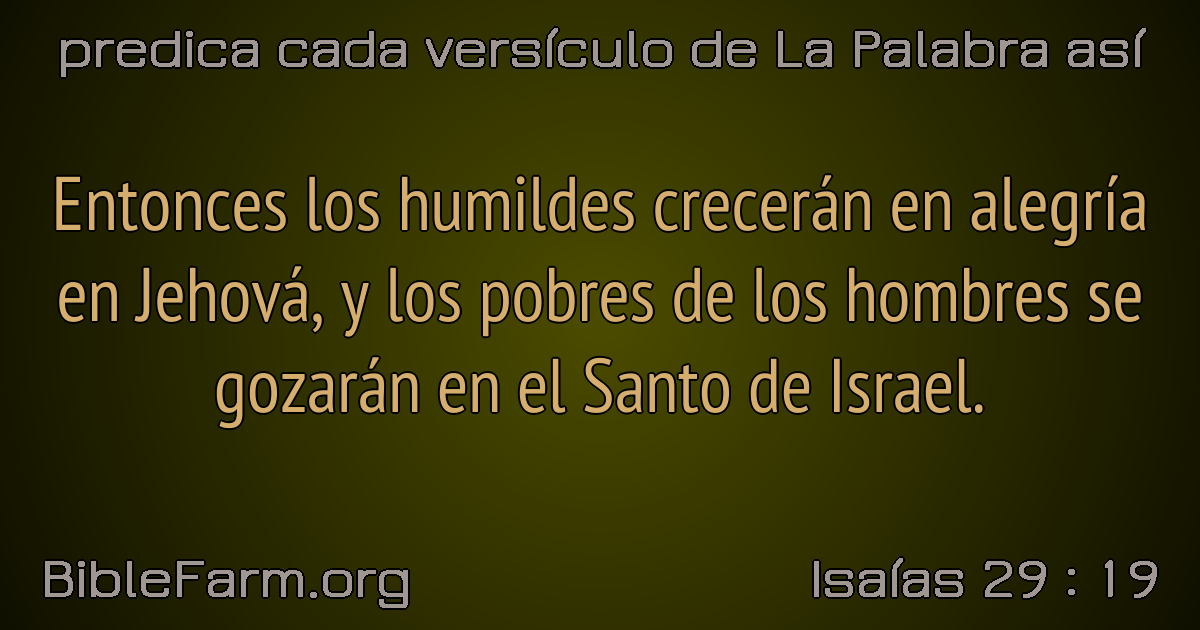 predica cada versículo de La Palabra así
Entonces los humildes crecerán en alegría
en Jehová, y los pobres de los hombres se
gozarán en el Santo de Israel.
BibleFarm.org
Isaías 29 : 19